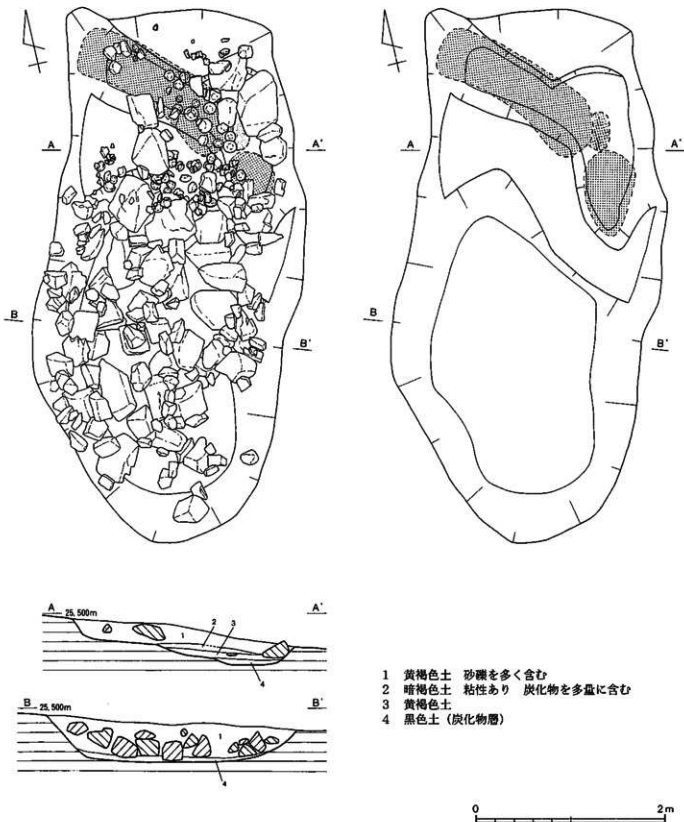 A
A'
A
A'
B
B'
B
B'
A
25,500m
A'
2
3
1
4
B
25,500m
B'
1
4
1 黄褐色土 砂礫を多く含む
2 暗褐色土 粘性あり 炭化物を多量に含む
3 黄褐色土
4 黒色土（炭化物層）
0
2m